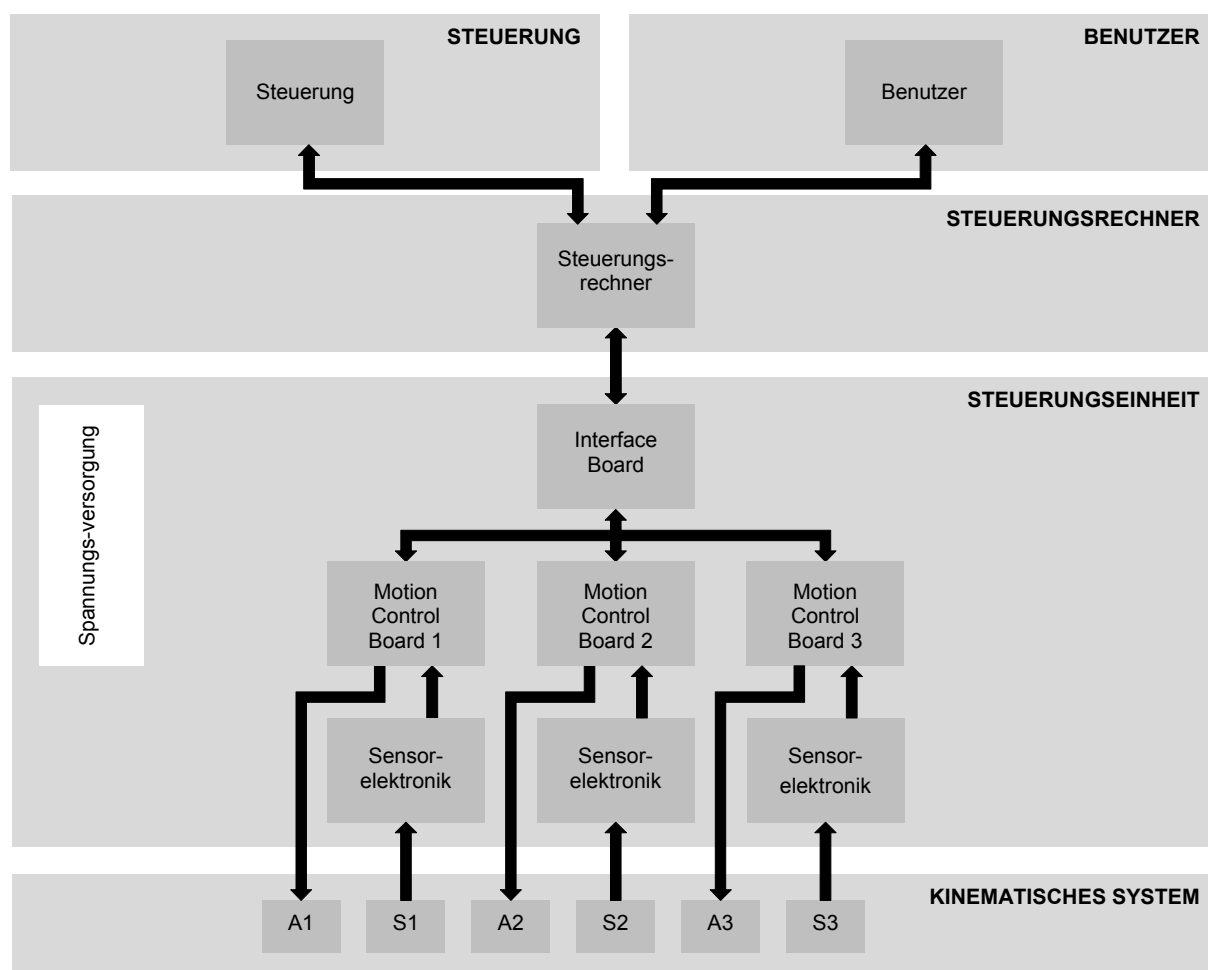 STEUERUNG
BENUTZER
Steuerung
Benutzer
STEUERUNGSRECHNER
Steuerungs-
rechner
STEUERUNGSEINHEIT
Spannungs-versorgung
Interface
Board
Motion
Control
Board 1
Motion
Control
Board 2
Motion
Control
Board 3
Sensor-
elektronik
Sensor-
elektronik
Sensor-
elektronik
KINEMATISCHES SYSTEM
A1
S1
A2
S2
A3
S3